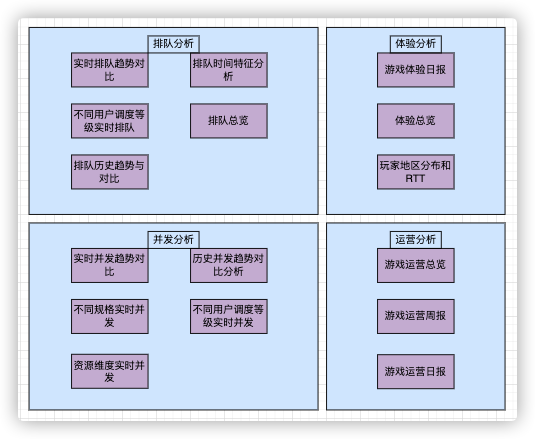 排队分析
实时排队趋势对
比
排队时间特征分
析
不同用户调度等
级实时排队
排队总览
排队历史趋势与
对比
体验分析
游戏体验日报
体验总览
玩家地区分布和
RTT
并发分析
实时并发趋势对
比
历史并发趋势对
比分析
不同规格实时并
发
不同用户调度等
级实时并发
资源维度实时并
发
运营分析
游戏运营总览
游戏运营周报
游戏运营日报